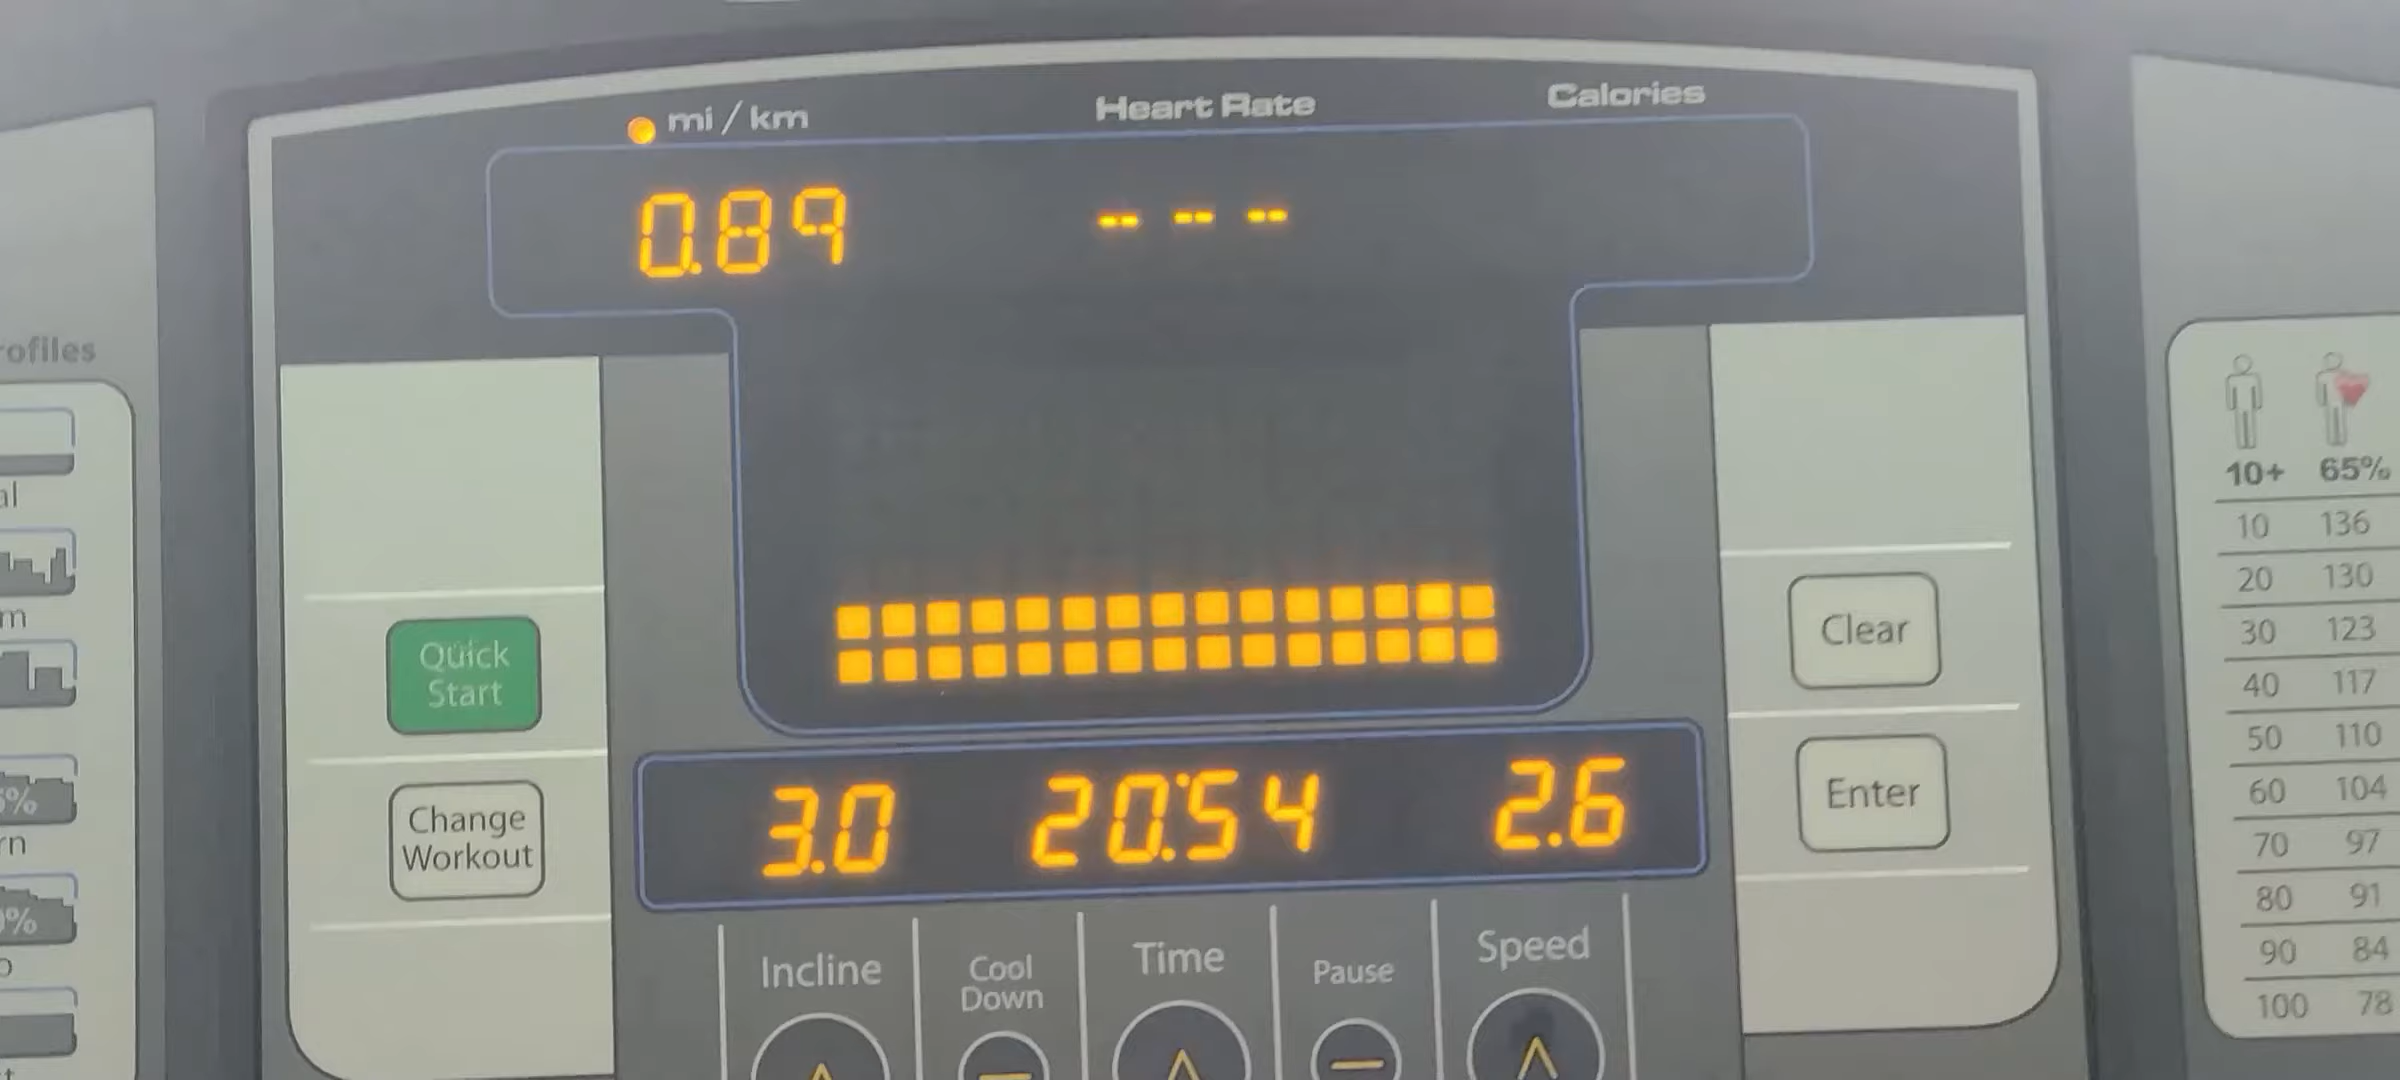 mi / km
Heart Rate
Calories
0.89
-- -- --
rofiles
al
m
5%
rn
0%
Quick
Start
Change
Workout
3.0
20:54
2.6
Incline
Cool
Down
Time
Pause
Speed
Clear
Enter
10+ 65%
10 136
20 130
30 123
40 117
50 110
60 104
70 97
80 91
90 84
100 78